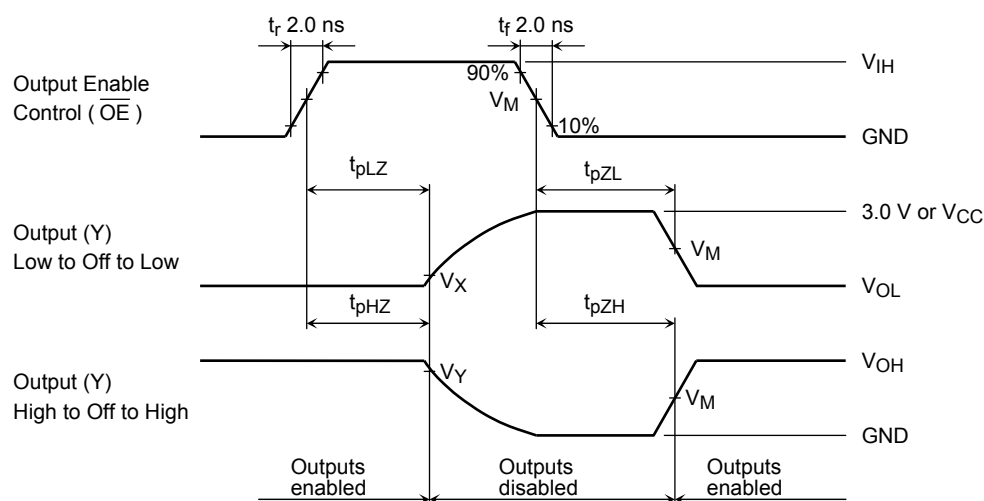 tr 2.0 ns
tf 2.0 ns
Output Enable
Control ( OE )
90%
VM
10%
VIH
GND
tpLZ
tpZL
Output (Y)
Low to Off to Low
VX
VM
3.0 V or VCC
VOL
tpHZ
tpZH
Output (Y)
High to Off to High
VY
VM
VOH
GND
Outputs
enabled
Outputs
disabled
Outputs
enabled